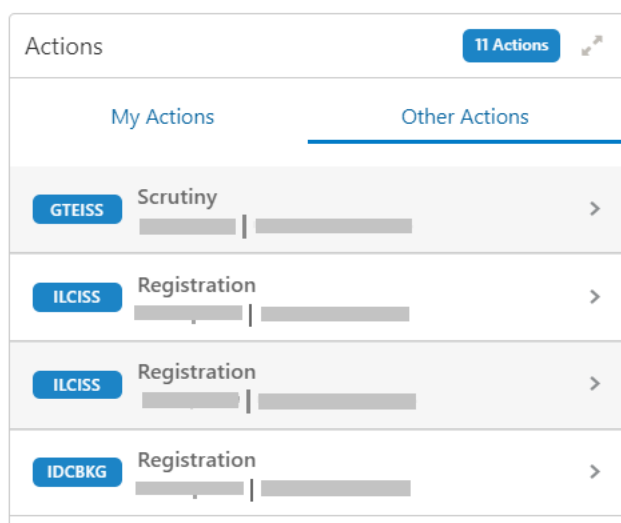 Actions 11 Actions
My Actions Other Actions
GTEISS Scrutiny
ILCISS Registration
ILCISS Registration
IDCBKG Registration